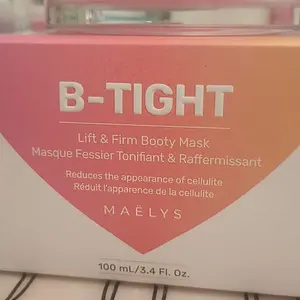 B-TIGHT
Lift & Firm Booty Mask
Masque Fessier Tonifiant & Raffermissant
Reduces the appearance of cellulite
Réduit l'apparence de la cellulite
MAËLYS
100 mL/3.4 Fl. Oz.